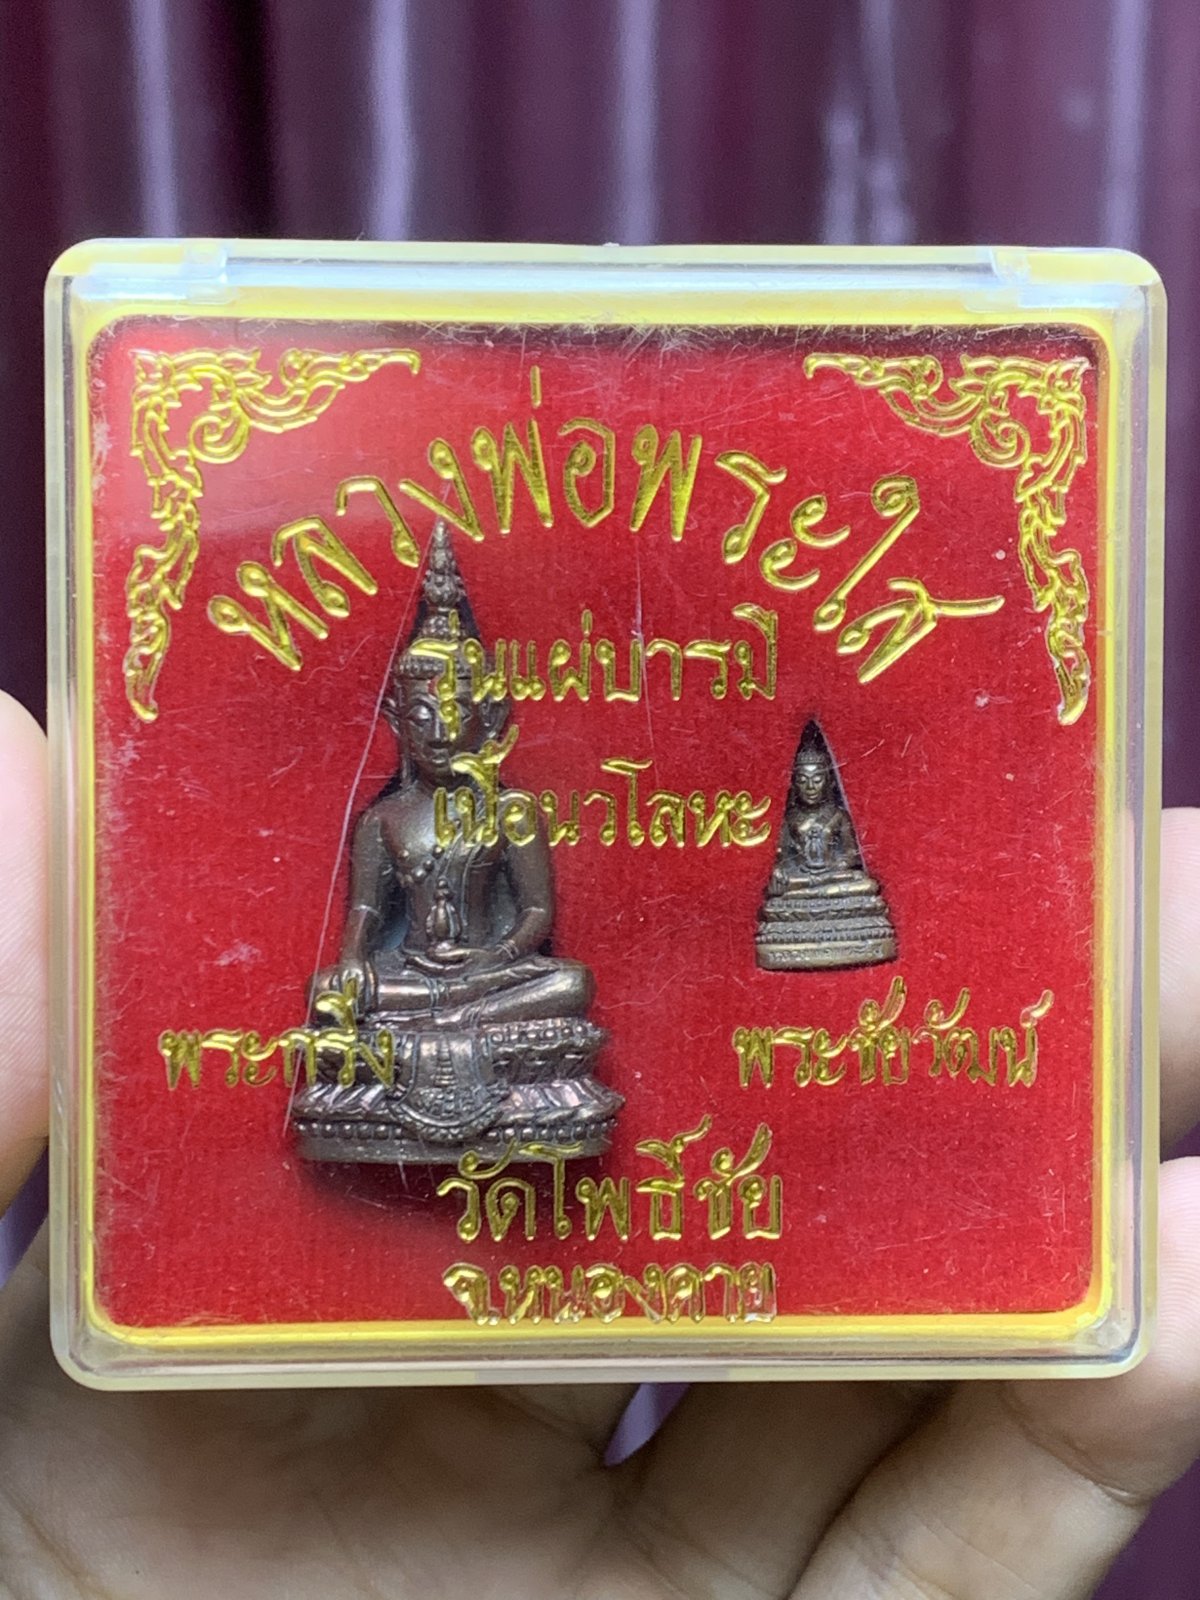 หลวงพ่อพระใส
รุ่นแผ่บารมี
เนื้อนวโลหะ
พระกริ่ง
พระชัยวัฒน์
วัดโพธิ์ชัย
จ.หนองคาย